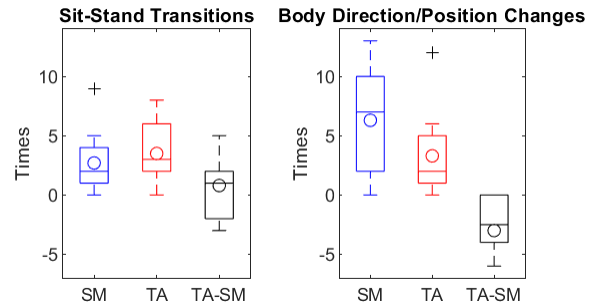 Sit-Stand Transitions
Times
10
5
0
-5
SM TA TA-SM
Body Direction/Position Changes
Times
10
5
0
-5
SM TA TA-SM